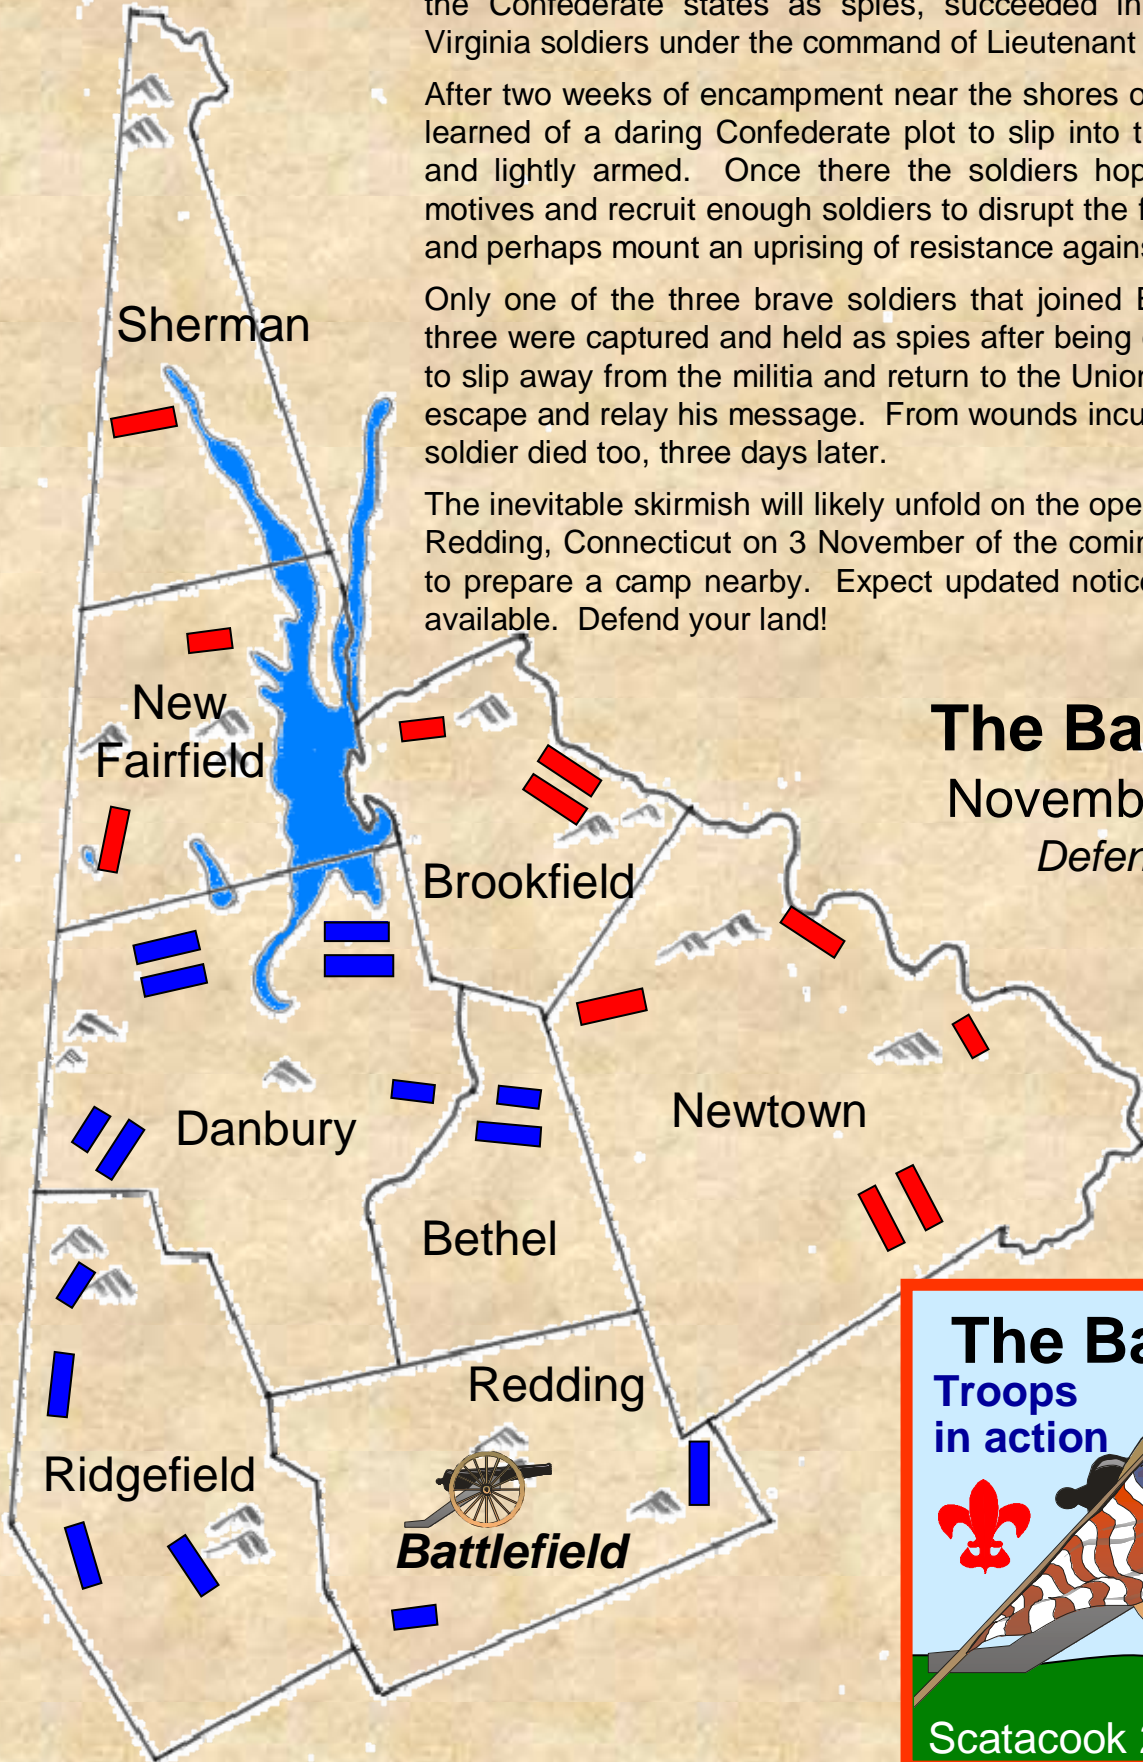 the Confederate states as spies, succeeded in
Virginia soldiers under the command of Lieutenant
After two weeks of encampment near the shores o
learned of a daring Confederate plot to slip into t
and lightly armed. Once there the soldiers hop
motives and recruit enough soldiers to disrupt the f
and perhaps mount an uprising of resistance agains
Only one of the three brave soldiers that joined E
three were captured and held as spies after being
to slip away from the militia and return to the Union
escape and relay his message. From wounds incu
soldier died too, three days later.
The inevitable skirmish will likely unfold on the ope
Redding, Connecticut on 3 November of the comin
to prepare a camp nearby. Expect updated notice
available. Defend your land!
Sherman
New
Fairfield
The Ba
Novemb
Defen
Brookfield
Danbury
Newtown
Bethel
Redding
Ridgefield
Battlefield
The Ba
Troops
in action
Scatacook 2